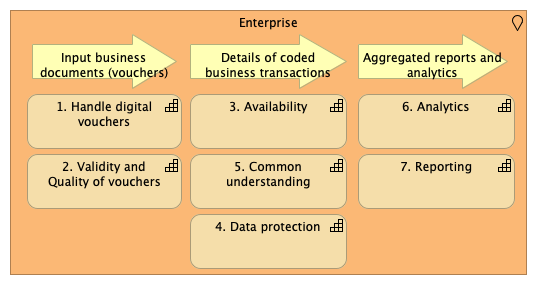 Enterprise
Input business
documents (vouchers)
Details of coded
business transactions
Aggregated reports and
analytics
1. Handle digital
vouchers
3. Availability
6. Analytics
2. Validity and
Quality of vouchers
5. Common
understanding
7. Reporting
4. Data protection